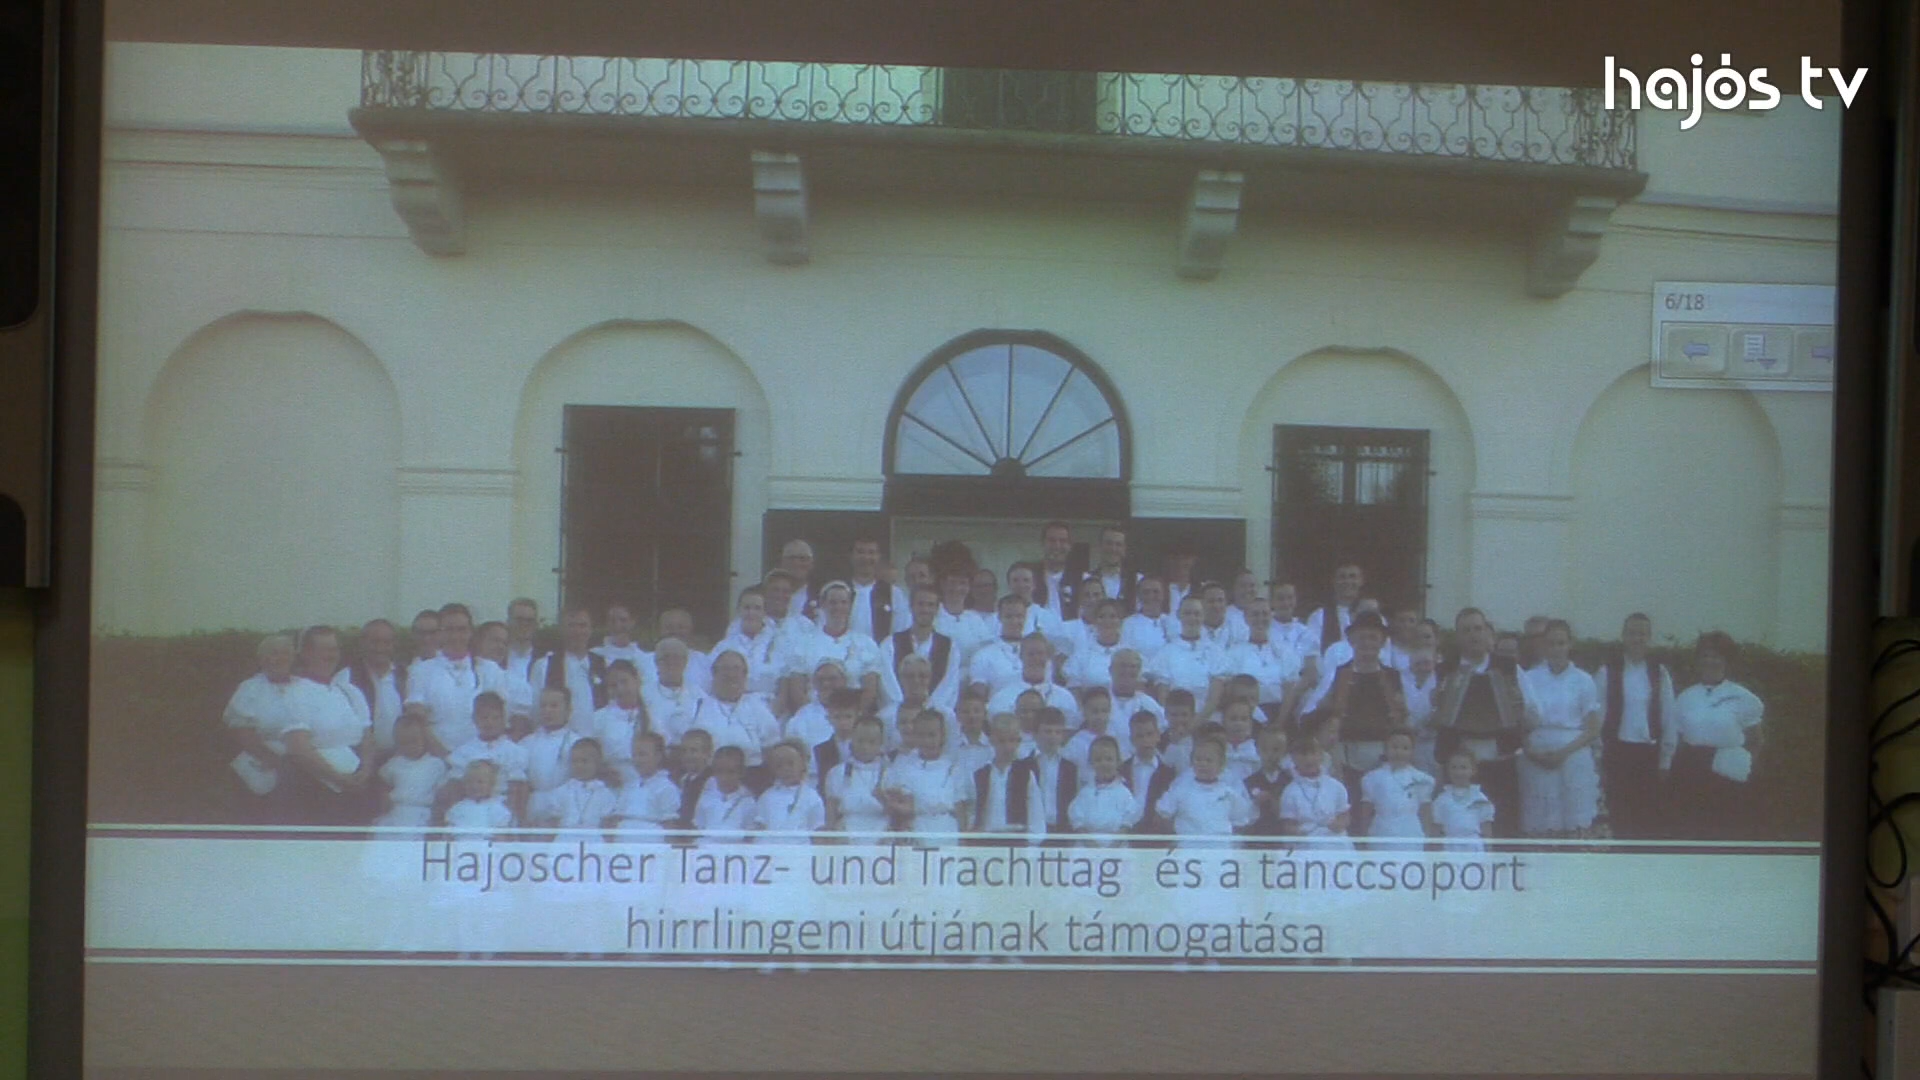 hajós tv
6/18
Hajoscher Tanz- und Trachttag és a tánccsoport
hirrlingeni útjának támogatása